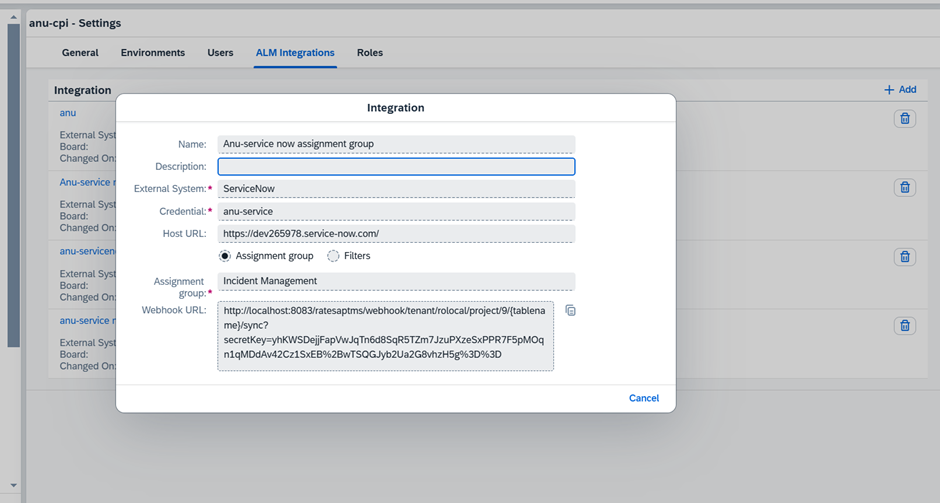 anu-cpi - Settings
General Environments Users ALM Integrations Roles
Integration
Add
anu
External Syst
Board:
Changed On:
Anu-service n
External Syst
Board:
Changed On:
anu-servicen
External Syst
Board:
Changed On:
anu-service n
External Syst
Board:
Changed On:
Integration
Name: Anu-service now assignment group
Description:
External System:* ServiceNow
Credential:* anu-service
Host URL: https://dev265978.service-now.com/
Assignment group Filters
Assignment
group:* Incident Management
Webhook URL: http://localhost:8083/ratesaptms/webhook/tenant/rolocal/project/9/{tablena
me}/sync?
secretKey=yhKWSDejjFapVwJqTn6d8SqR5TZm7JzuPXzeSxPPR7F5pMOq
n1qMDdAv42Cz1SxEB%2BwTSQGJyb2Ua2G8vhzH5g%3D%3D
Cancel